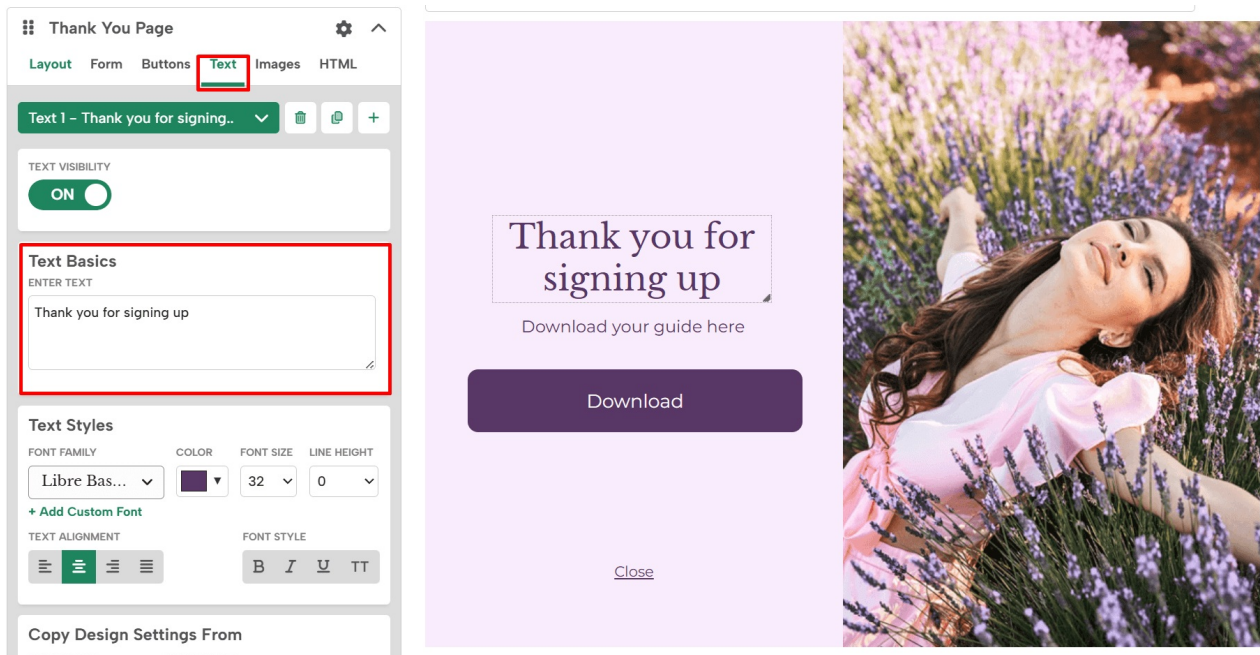 Thank You Page
Layout Form Buttons Text Images HTML
Text 1 - Thank you for signing..
TEXT VISIBILITY
ON
Text Basics
ENTER TEXT
Thank you for signing up
Text Styles
FONT FAMILY COLOR FONT SIZE LINE HEIGHT
Libre Bas... 32 0
+ Add Custom Font
TEXT ALIGNMENT FONT STYLE
B I U TT
Copy Design Settings From
Thank you for
signing up
Download your guide here
Download
Close